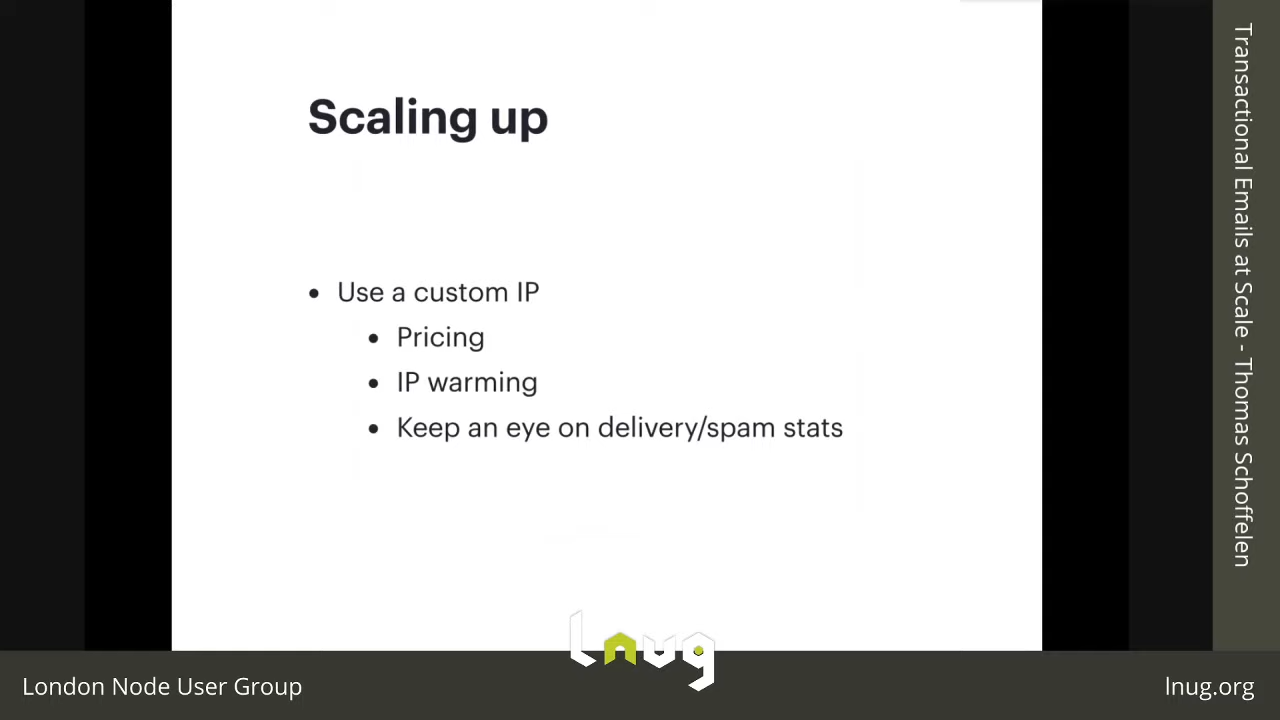 Scaling up
Use a custom IP
Pricing
IP warming
Keep an eye on delivery/spam stats
Transactional Emails at Scale - Thomas Schoffelen
lnug
London Node User Group
lnug.org